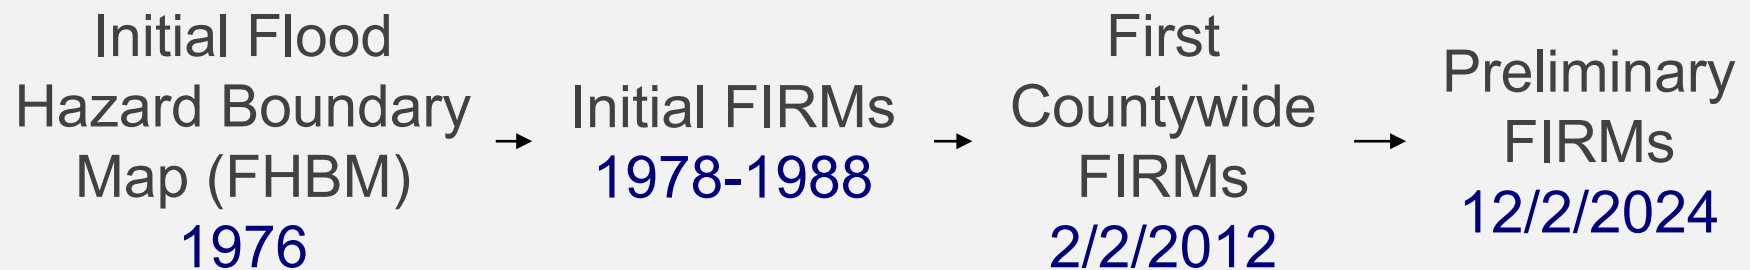 Initial Flood
Hazard Boundary
Map (FHBM)
1976
Initial FIRMs
1978-1988
First
Countywide
FIRMs
2/2/2012
Preliminary
FIRMs
12/2/2024